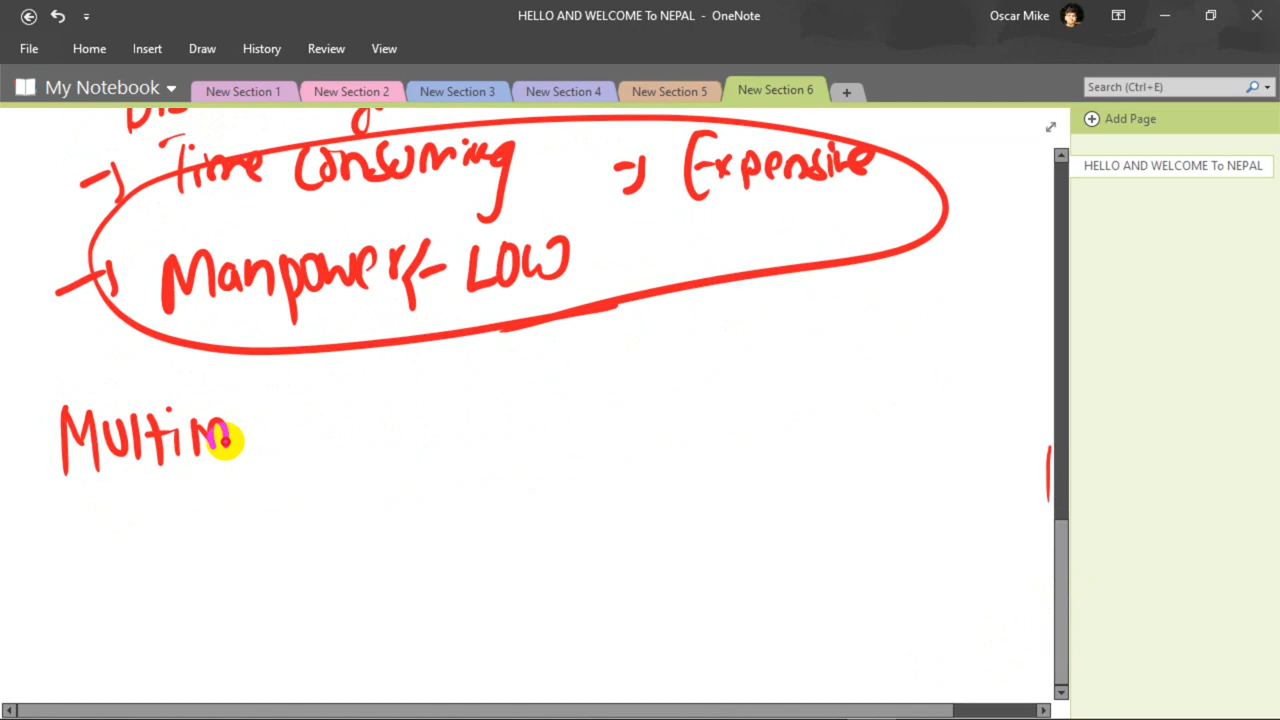 HELLO AND WELCOME To NEPAL - OneNote
Oscar Mike
File Home Insert Draw History Review View
My Notebook New Section 1 New Section 2 New Section 3 New Section 4 New Section 5 New Section 6
Search (Ctrl+E)
Add Page
HELLO AND WELCOME To NEPAL
Time Consuming
Expensive
Manpower LOW
Multim